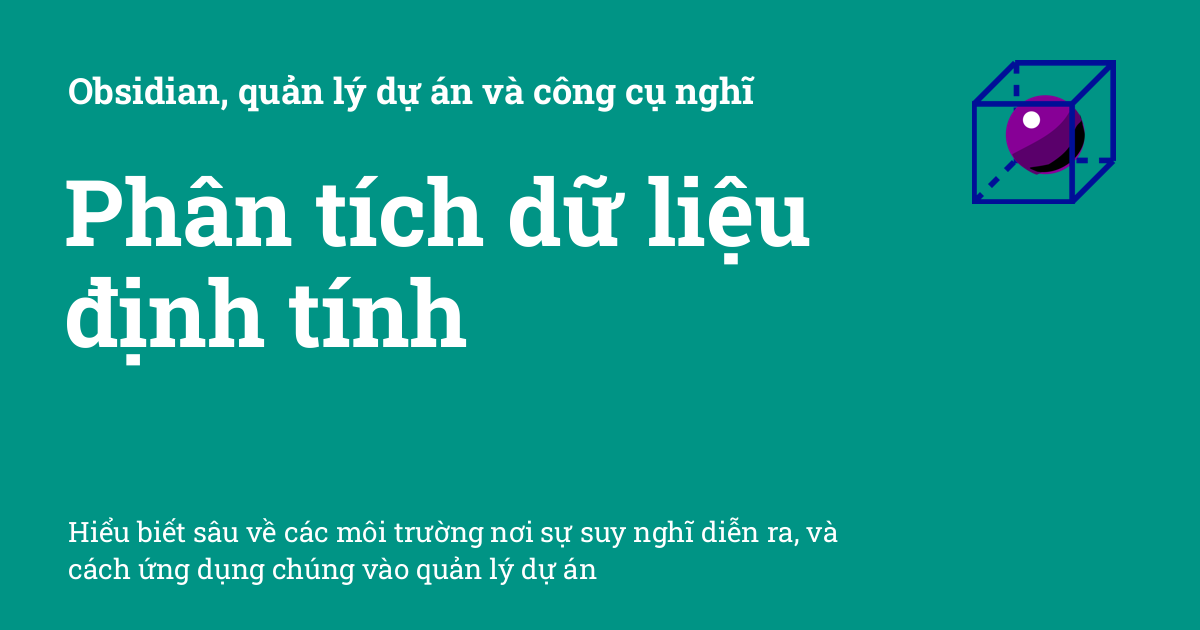 Obsidian, quản lý dự án và công cụ nghĩ
Phân tích dữ liệu
định tính
Hiểu biết sâu về các môi trường nơi sự suy nghĩ diễn ra, và
cách ứng dụng chúng vào quản lý dự án